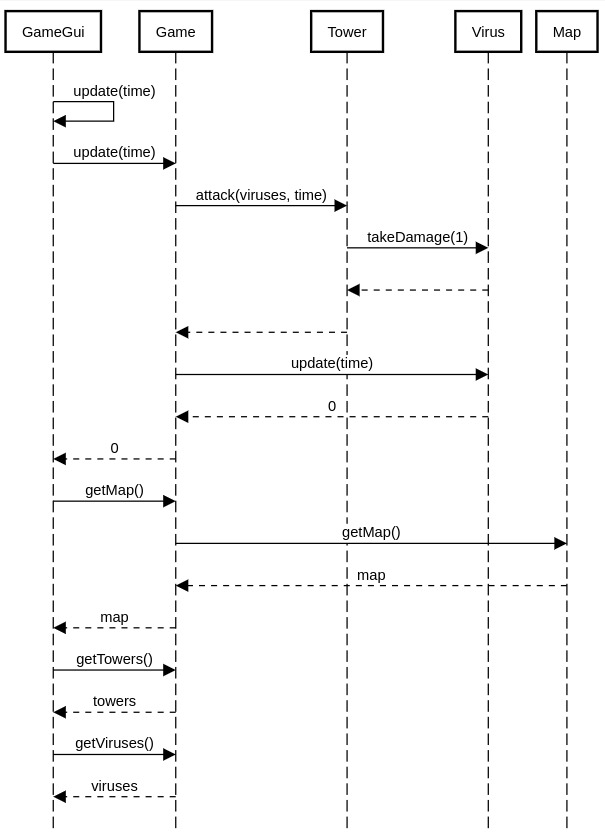 GameGui
Game
Tower
Virus
Map
update(time)
update(time)
attack(viruses, time)
takeDamage(1)
update(time)
0
0
getMap()
getMap()
map
map
getTowers()
towers
getViruses()
viruses